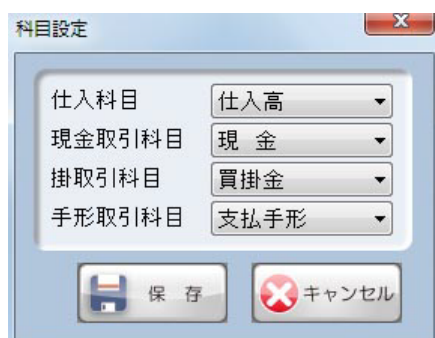 科目設定
仕入科目 仕入高
現金取引科目 現 金
掛取引科目 買掛金
手形取引科目 支払手形
保 存 キャンセル